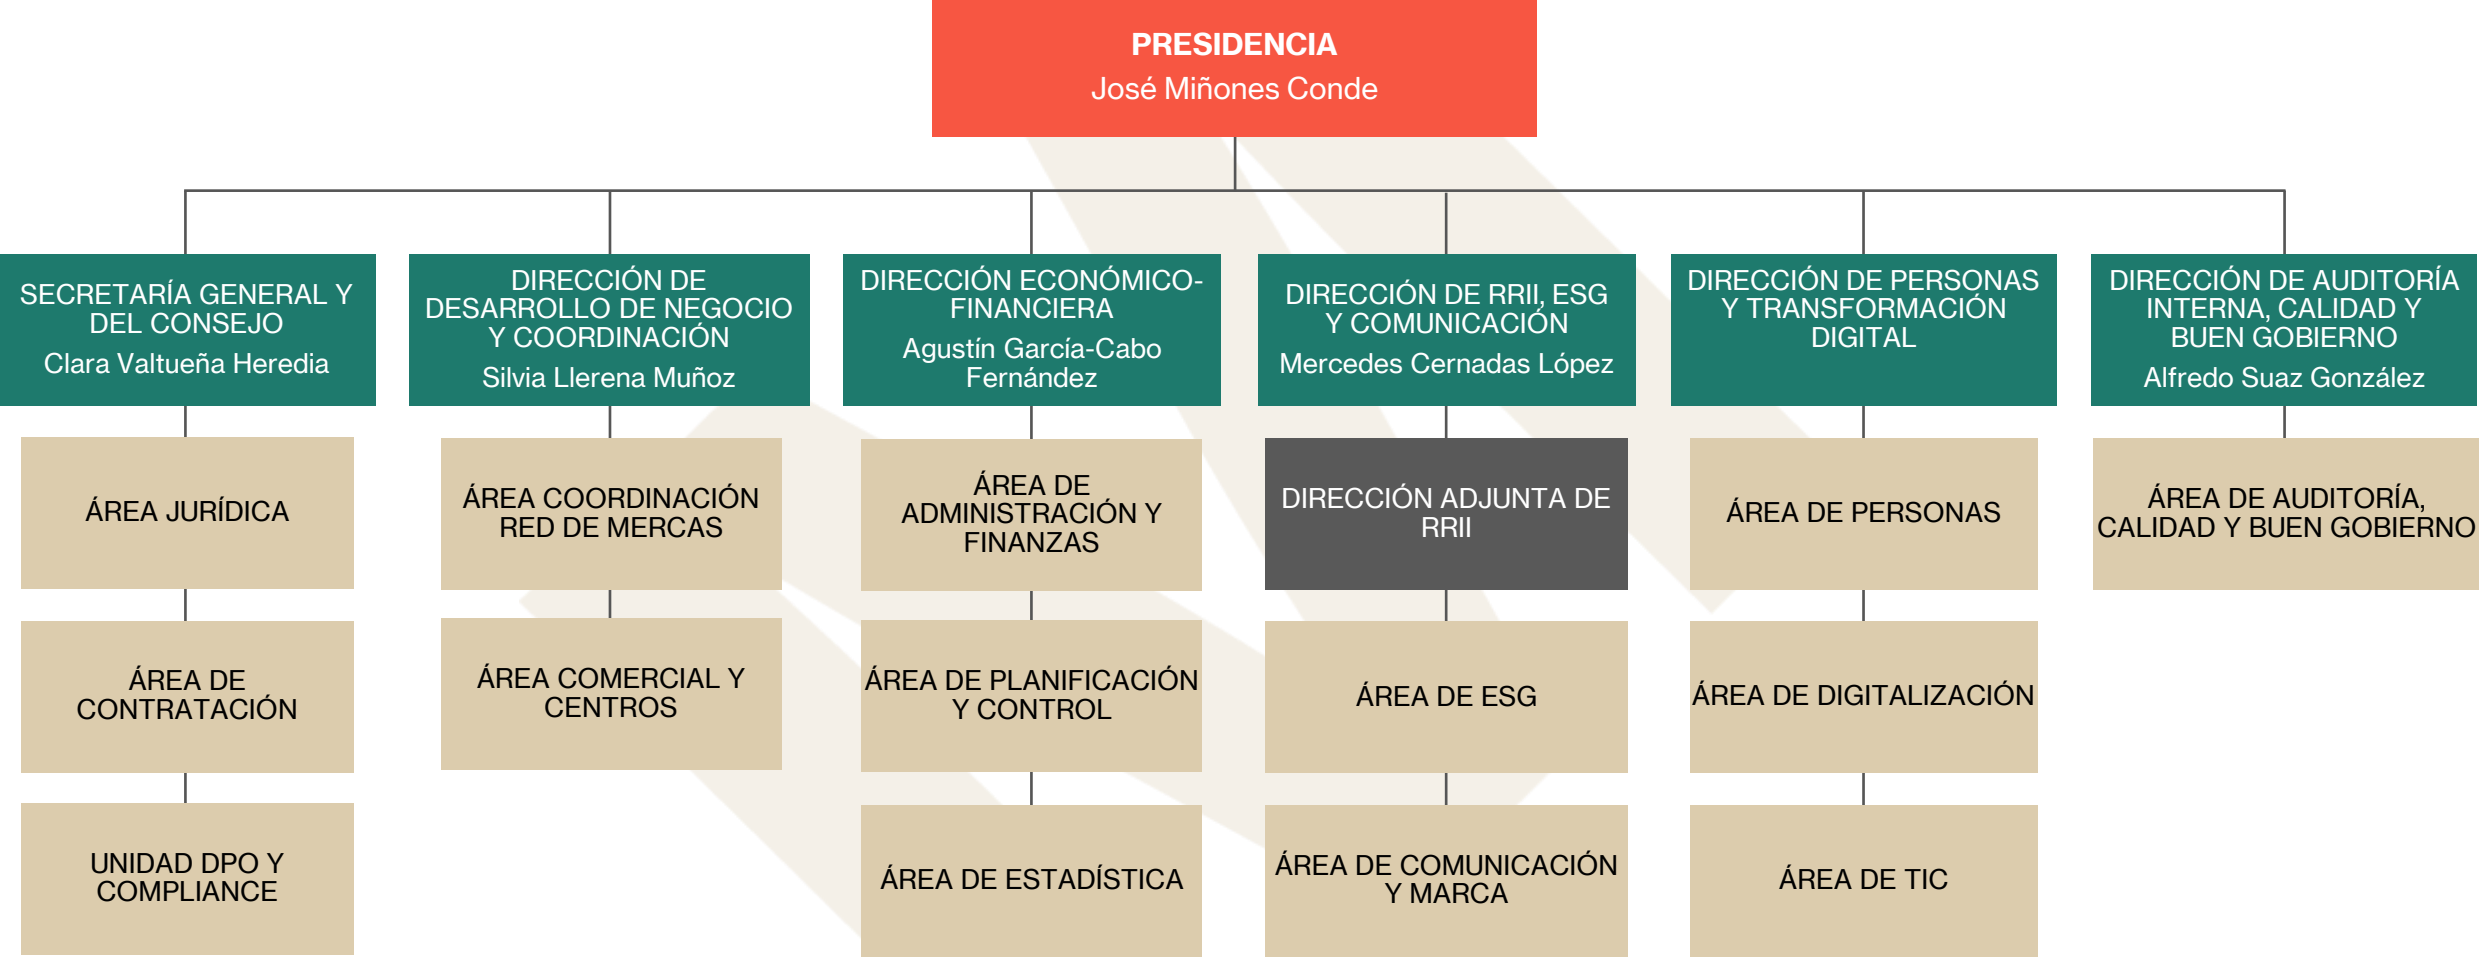 PRESIDENCIA
José Miñones Conde
SECRETARÍA GENERAL Y
DEL CONSEJO
Clara Valtueña Heredia
DIRECCIÓN DE
DESARROLLO DE NEGOCIO
Y COORDINACIÓN
Silvia Llerena Muñoz
DIRECCIÓN ECONÓMICO-
FINANCIERA
Agustín García-Cabo
Fernández
DIRECCIÓN DE RRII, ESG
Y COMUNICACIÓN
Mercedes Cernadas López
DIRECCIÓN DE PERSONAS
Y TRANSFORMACIÓN
DIGITAL
DIRECCIÓN DE AUDITORÍA
INTERNA, CALIDAD Y
BUEN GOBIERNO
Alfredo Suaz González
ÁREA JURÍDICA
ÁREA COORDINACIÓN
RED DE MERCAS
ÁREA DE
ADMINISTRACIÓN Y
FINANZAS
DIRECCIÓN ADJUNTA DE
RRII
ÁREA DE PERSONAS
ÁREA DE AUDITORÍA,
CALIDAD Y BUEN GOBIERNO
ÁREA DE
CONTRATACIÓN
ÁREA COMERCIAL Y
CENTROS
ÁREA DE PLANIFICACIÓN
Y CONTROL
ÁREA DE ESG
ÁREA DE DIGITALIZACIÓN
UNIDAD DPO Y
COMPLIANCE
ÁREA DE ESTADÍSTICA
ÁREA DE COMUNICACIÓN
Y MARCA
ÁREA DE TIC